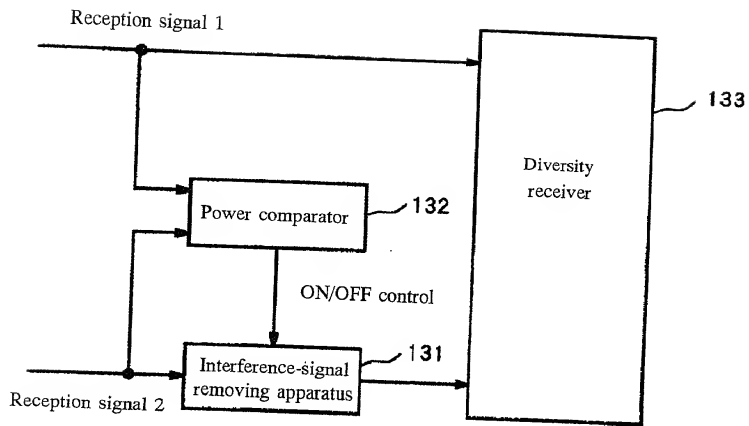 Reception signal 1
133
Diversity
receiver
Power comparator
132
ON/OFF control
131
Interference-signal
removing apparatus
Reception signal 2